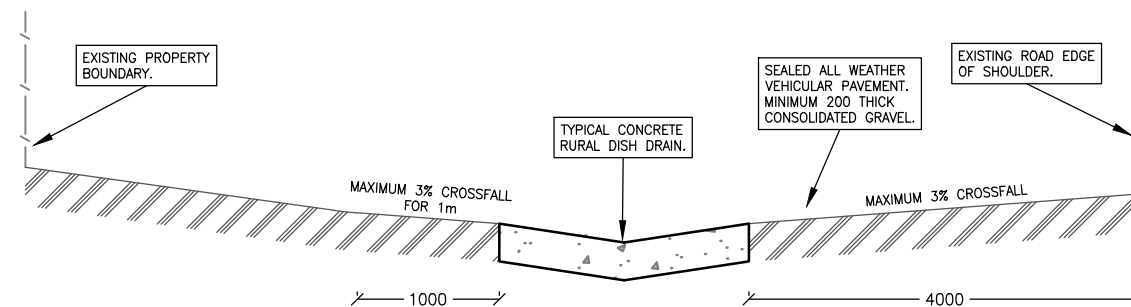 EXISTING PROPERTY
BOUNDARY.
EXISTING ROAD EDGE
OF SHOULDER.
SEALED ALL WEATHER
VEHICULAR PAVEMENT.
MINIMUM 200 THICK
CONSOLIDATED GRAVEL.
TYPICAL CONCRETE
RURAL DISH DRAIN.
MAXIMUM 3% CROSSFALL
FOR 1m
MAXIMUM 3% CROSSFALL
1000
4000